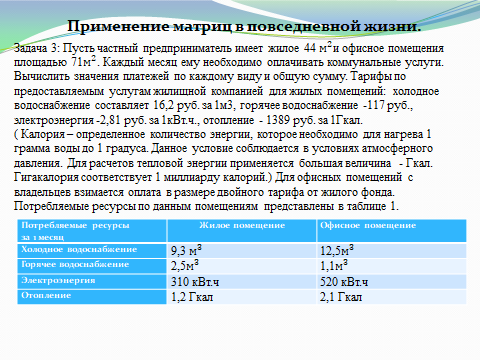 Применение матриц в повседневной жизни.
Задача 3: Пусть частный предприниматель имеет жилое 44 м² и офисное помещения
площадью 71м². Каждый месяц ему необходимо оплачивать коммунальные услуги.
Вычислить значения платежей по каждому виду и общую сумму. Тарифы по
предоставляемым услугам жилищной компанией для жилых помещений: холодное
водоснабжение составляет 16,2 руб. за 1м3, горячее водоснабжение -117 руб.,
электроэнергия -2,81 руб. за 1кВт.ч., отопление - 1389 руб. за 1Гкал.
( Калория – определенное количество энергии, которое необходимо для нагрева 1
грамма воды до 1 градуса. Данное условие соблюдается в условиях атмосферного
давления. Для расчетов тепловой энергии применяется большая величина - Гкал.
Гигакалория соответствует 1 миллиарду калорий.) Для офисных помещений с
владельцев взимается оплата в размере двойного тарифа от жилого фонда.
Потребляемые ресурсы по данным помещениям представлены в таблице 1.
Потребляемые ресурсы за 1 месяц Жилое помещение Офисное помещение
Холодное водоснабжение 9,3 м³ 12,5м³
Горячее водоснабжение 2,5м³ 1,1м³
Электроэнергия 310 кВт.ч 520 кВт.ч
Отопление 1,2 Гкал 2,1 Гкал